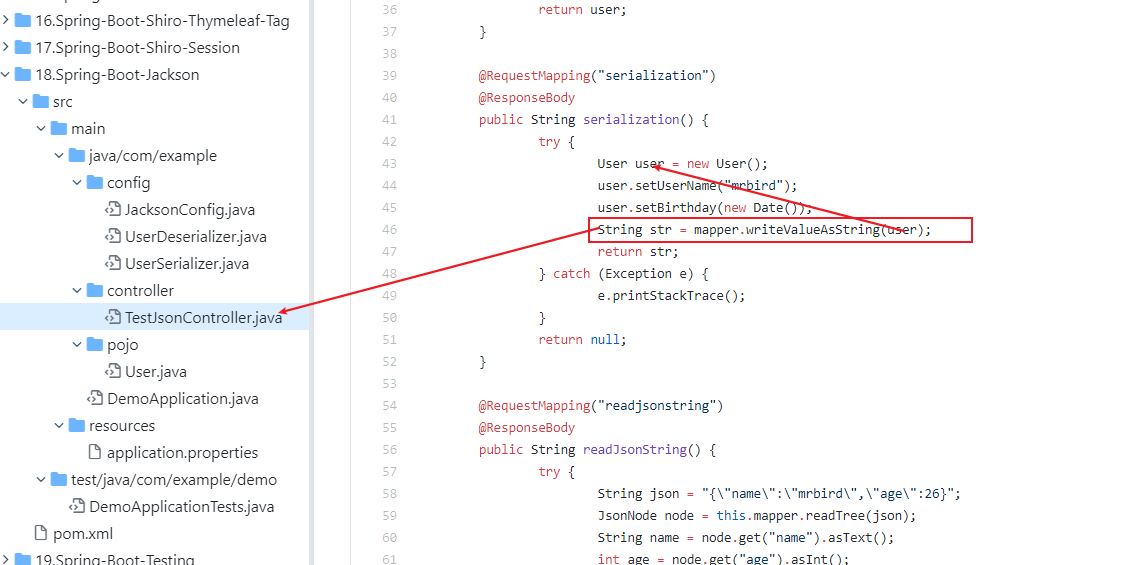 16.Spring-Boot-Shiro-Thymeleaf-Tag
17.Spring-Boot-Shiro-Session
18.Spring-Boot-Jackson
src
main
java/com/example
config
JacksonConfig.java
UserDeserializer.java
UserSerializer.java
controller
TestJsonController.java
pojo
User.java
DemoApplication.java
resources
application.properties
test/java/com/example/demo
DemoApplicationTests.java
pom.xml
19.Spring-Boot-Testing
36 return user;
37 }
38
39 @RequestMapping("serialization")
40 @ResponseBody
41 public String serialization() {
42 try {
43 User user = new User();
44 user.setUserName("mrbird");
45 user.setBirthday(new Date());
46 String str = mapper.writeValueAsString(user);
47 return str;
48 } catch (Exception e) {
49 e.printStackTrace();
50 }
51 return null;
52 }
53
54 @RequestMapping("readjsonstring")
55 @ResponseBody
56 public String readJsonString() {
57 try {
58 String json = "{\"name\":\"mrbird\",\"age\":26}";
59 JsonNode node = this.mapper.readTree(json);
60 String name = node.get("name").asText();
61 int age = node.get("age").asInt();